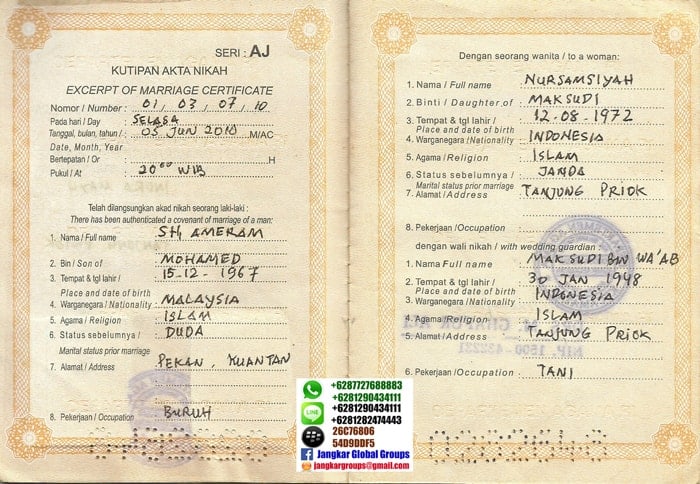 SERI : AJ
KUTIPAN AKTA NIKAH
EXCERPT OF MARRIAGE CERTIFICATE
Nomor / Number : 01, 03, 07, 10
Pada hari / Day : SELASA
Tanggal, bulan, tahun / : 05 JUN 2010 M/AC
Date, Month, Year
Bertepatan / Or : H
Pukul / At : 20⁰⁰ WIB
Telah dilangsungkan akad nikah seorang laki-laki :
There has been authenticated a covenant of marriage of a man:
1. Nama / Full name : AMERAM
2. Bin / Son of : MOHAMED
3. Tempat & tgl lahir / : 15-12-1967
Place and date of birth
4. Warganegara / Nationality : MALAYSIA
5. Agama / Religion : ISLAM
6. Status sebelumnya / : DUDA
Marital status prior marriage
7. Alamat / Address : PEKAN, KUANTAN
8. Pekerjaan / Occupation : BURUH
Dengan seorang wanita / to a woman:
1. Nama / Full name : NURSAMSIYAH
2. Binti / Daughter of : MAKSUDI
3. Tempat & tgl lahir / : 12-08-1972
Place and date of birth
4. Warganegara / Nationality : INDONESIA
5. Agama / Religion : ISLAM
6. Status sebelumnya / : JANDA
Marital status prior marriage
7. Alamat / Address : TANJUNG PRIOK
8. Pekerjaan / Occupation :
dengan wali nikah / with wedding guardian :
1. Nama / Full name : MAKSUDI BIN WA'AB
2. Tempat & tgl lahir / : 30 JAN 1948
Place and date of birth
3. Warganegara / Nationality : INDONESIA
4. Agama / Religion : ISLAM
5. Alamat / Address : TANJUNG PRIOK
6. Pekerjaan / Occupation : TANI
+6287727688883
+6281290434111
LINE +6281290434111
+6281282474443
26C76806
54D9DDF5
Jangkar Global Groups
jangkargroups@gmail.com